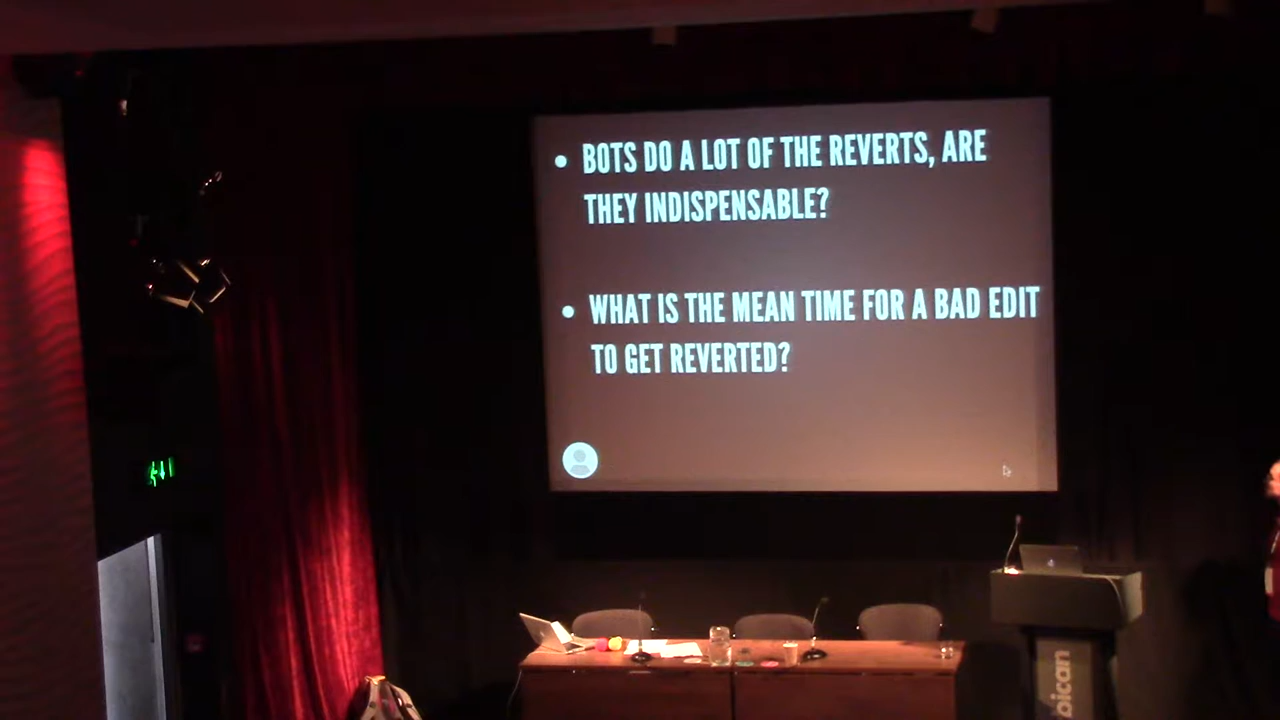 • BOTS DO A LOT OF THE REVERTS, ARE
THEY INDISPENSABLE?
• WHAT IS THE MEAN TIME FOR A BAD EDIT
TO GET REVERTED?
bican